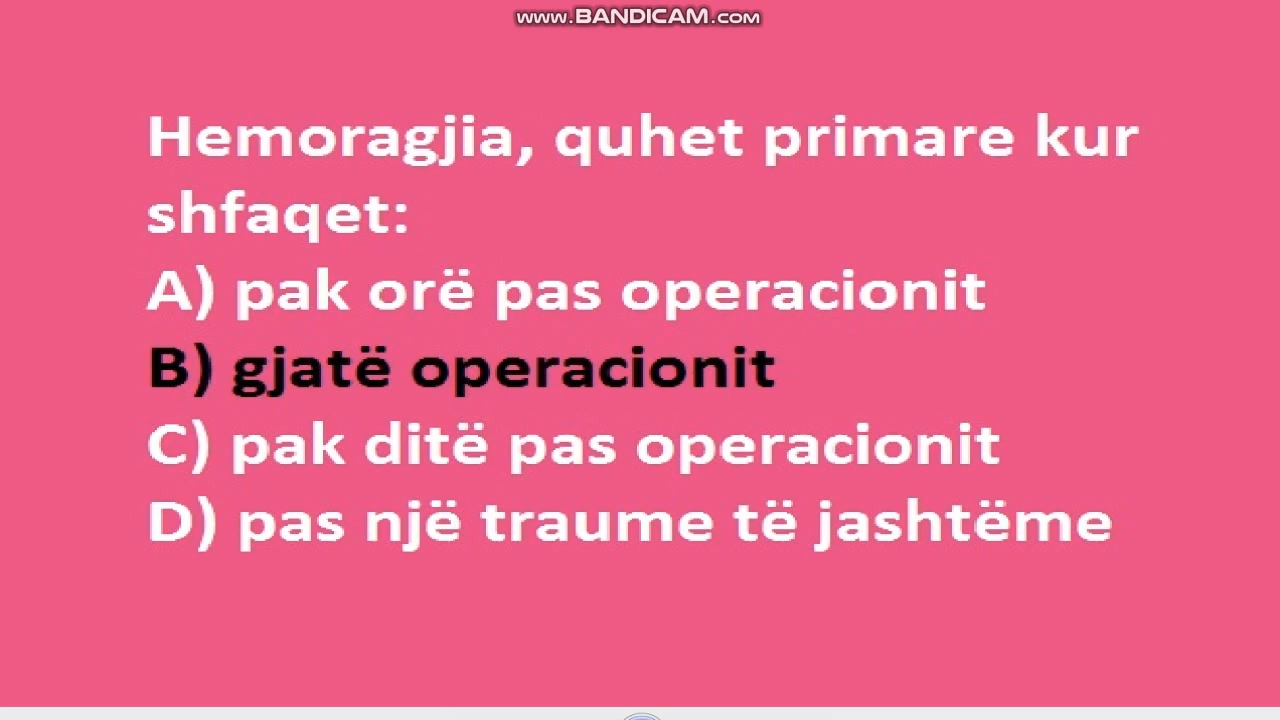 www.BANDICAM.com
Hemoragjia, quhet primare kur
shfaqet:
A) pak orë pas operacionit
B) gjatë operacionit
C) pak ditë pas operacionit
D) pas një traume të jashtëme